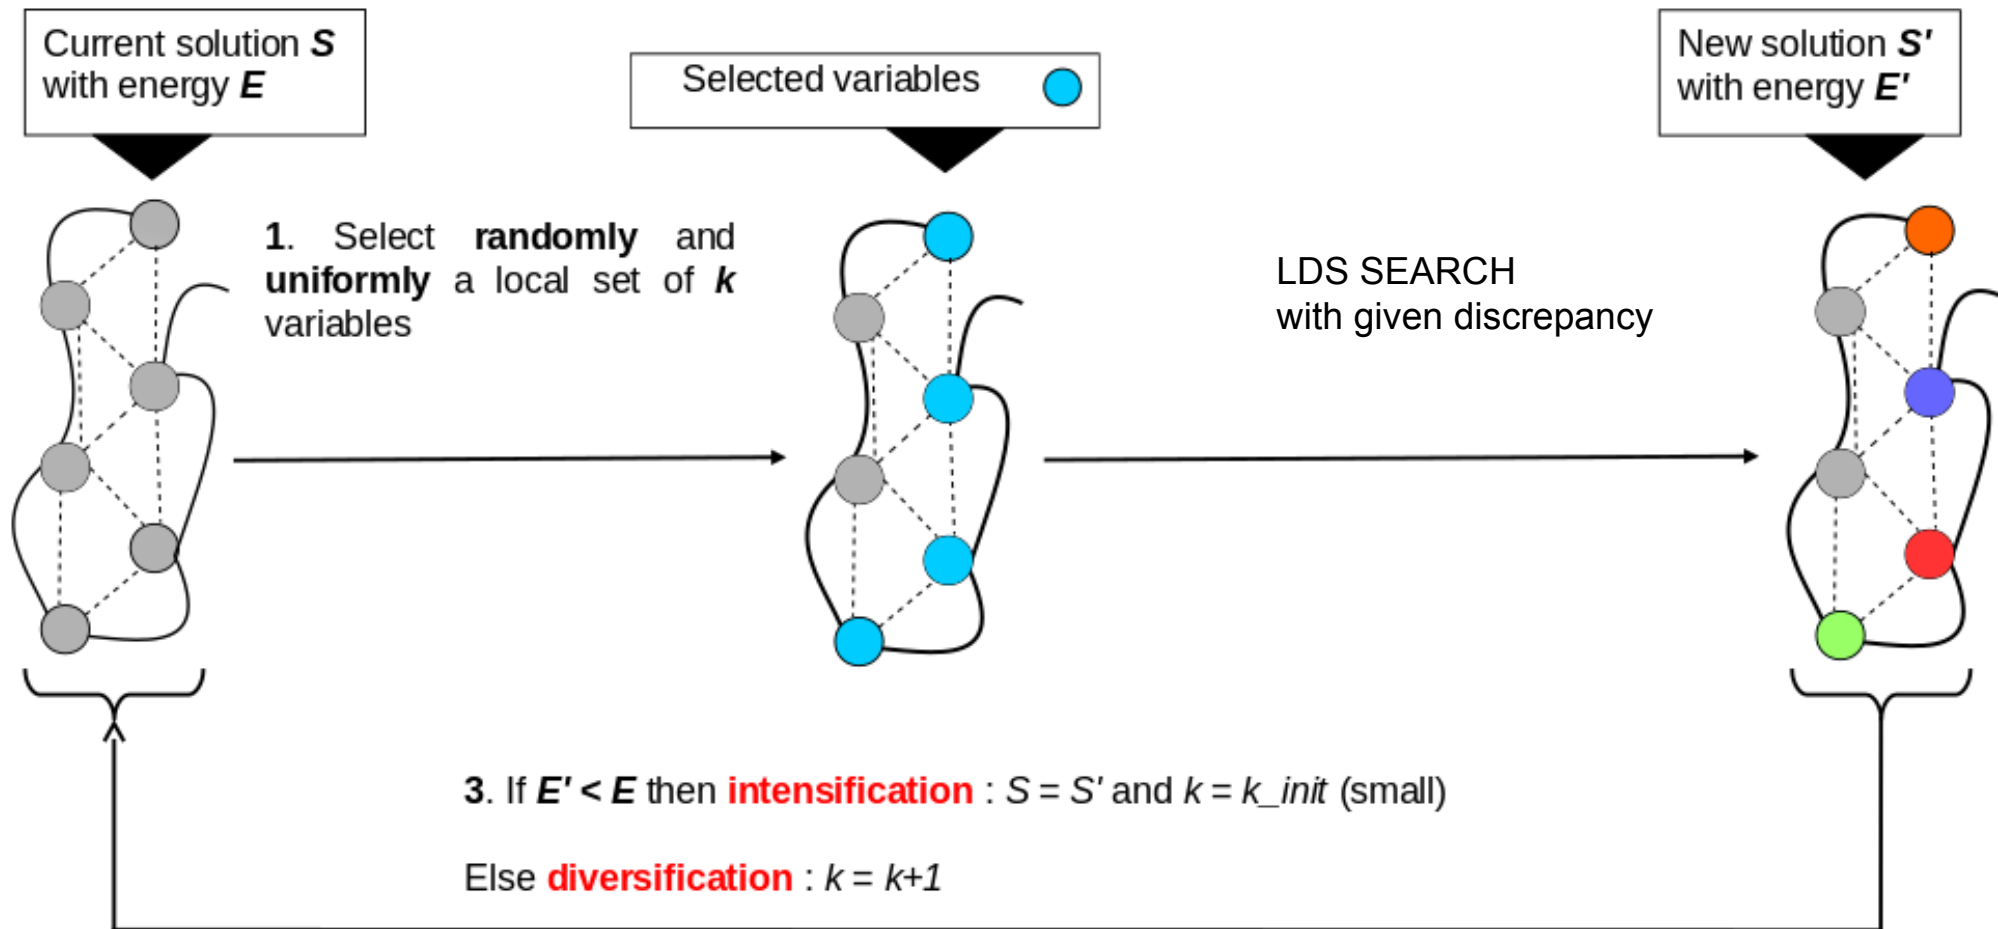 Current solution S
with energy E
Selected variables
New solution S'
with energy E'
1. Select randomly and
uniformly a local set of k
variables
LDS SEARCH
with given discrepancy
3. If E' < E then intensification : S = S' and k = k_init (small)
Else diversification : k = k+1